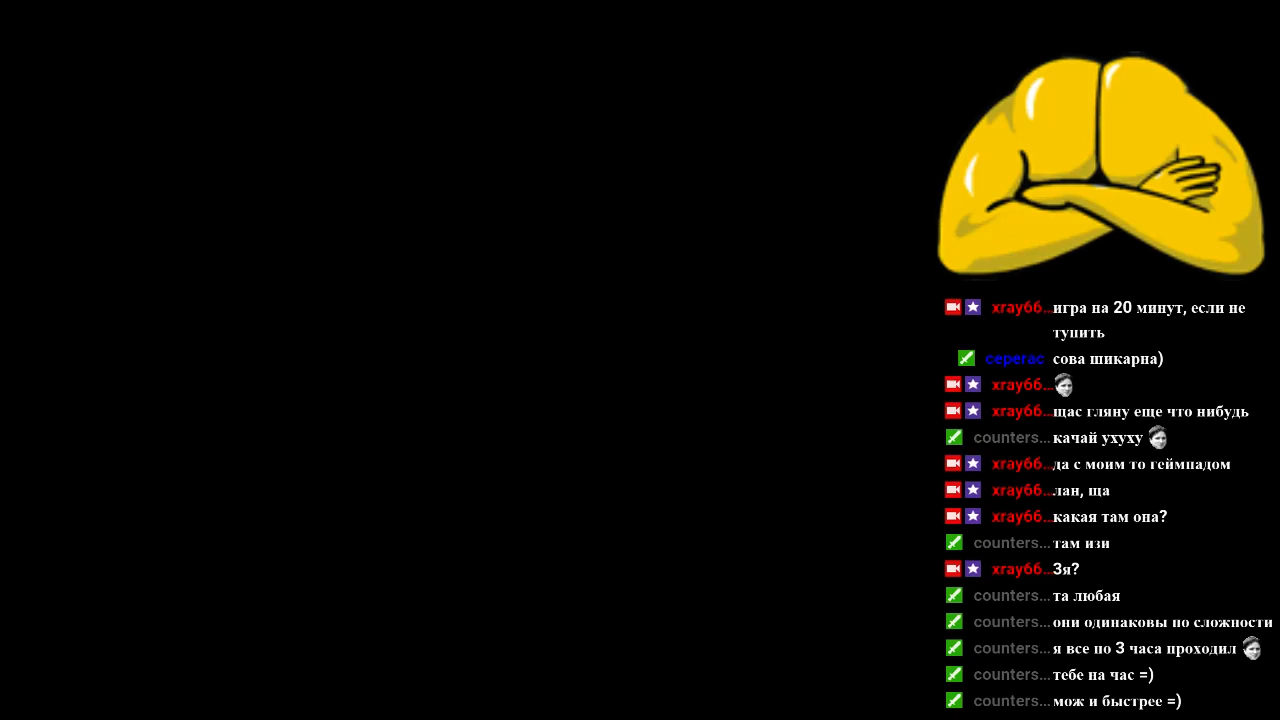 xray66... игра на 20 минут, если не
тупить
ceperac сова шикарна)
xray66...
xray66... щас гляну еще что нибудь
counters... качай ухуху
xray66... да с моим то геймпадом
xray66... лан, ща
xray66... какая там она?
counters... там изи
xray66... 3я?
counters... та любая
counters... они одинаковы по сложности
counters... я все по 3 часа проходил
counters... тебе на час =)
counters... мож и быстрее =)